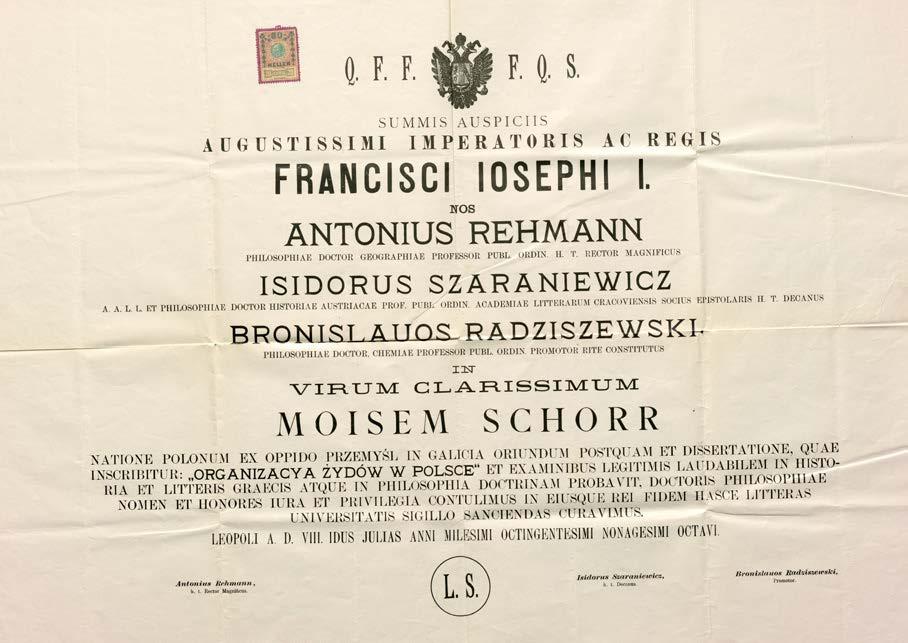 60
HELLER
Q. F. F. F. Q. S.
SUMMIS AUSPICIIS
AUGUSTISSIMI IMPERATORIS AC REGIS
FRANCISCI IOSEPHI I.
NOS
ANTONIUS REHMANN
PHILOSOPHIAE DOCTOR GEOGRAPHIAE PROFESSOR PUBL. ORDIN. H. T. RECTOR MAGNIFICUS
ISIDORUS SZARANIEWICZ
A. A. L. L. ET PHILOSOPHIAE DOCTOR HISTORIAE AUSTRIACAE PROF. PUBL. ORDIN. ACADEMIAE LITTERARUM CRACOVIENSIS SOCIUS EPISTOLARIS H. T. DECANUS
BRONISLAUOS RADZISZEWSKI.
PHILOSOPHIAE DOCTOR, CHEMIAE PROFESSOR PUBL. ORDIN. PROMOTOR RITE CONSTITUTUS
IN
VIRUM CLARISSIMUM
MOISEM SCHORR
NATIONE POLONUM EX OPPIDO PRZEMYŚL IN GALICIA ORIUNDUM POSTQUAM ET DISSERTATIONE, QUAE
INSCRIBITUR: „ORGANIZACYA ŻYDÓW W POLSCE" ET EXAMINIBUS LEGITIMIS LAUDABILEM IN HISTO-
RIA ET LITTERIS GRAECIS ATQUE IN PHILOSOPHIA DOCTRINAM PROBAVIT, DOCTORIS PHILOSOPHIAE
NOMEN ET HONORES IURA ET PRIVILEGIA CONTULIMUS IN EIUSQUE REI FIDEM HASCE LITTERAS
UNIVERSITATIS SIGILLO SANCIENDAS CURAVIMUS.
LEOPOLI A. D. VIII. IDUS JULIAS ANNI MILESIMI OCTINGENTESIMI NONAGESIMI OCTAVI.
Antonius Rehmann,
h. t. Rector Magnificus.
L. S.
Isidorus Szaraniewicz,
h. t. Decanus.
Bronislauos Radziszewski,
Promotor.